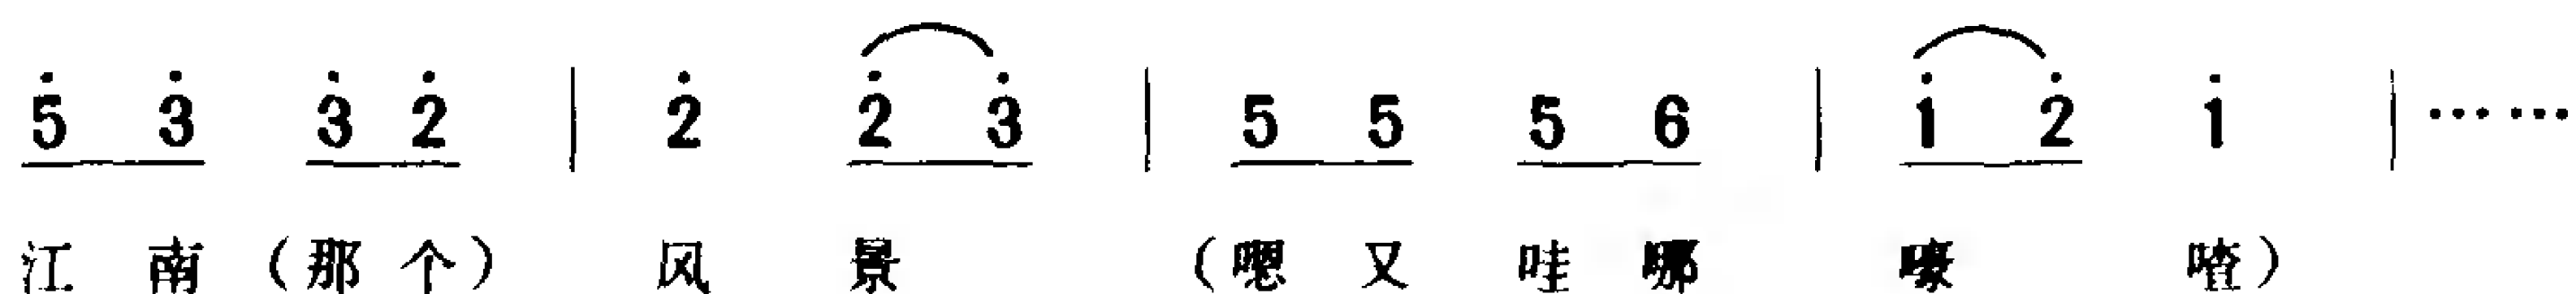 5̇ 3̇ 3̇ 2̇ | 2̇ 2̇ 3̇ | 5 5 5 6 | 1̇ 2̇ 1̇ | ……
江 南 (那 个) 风 景 (嗯 又 哇 哪 嚎 喳)